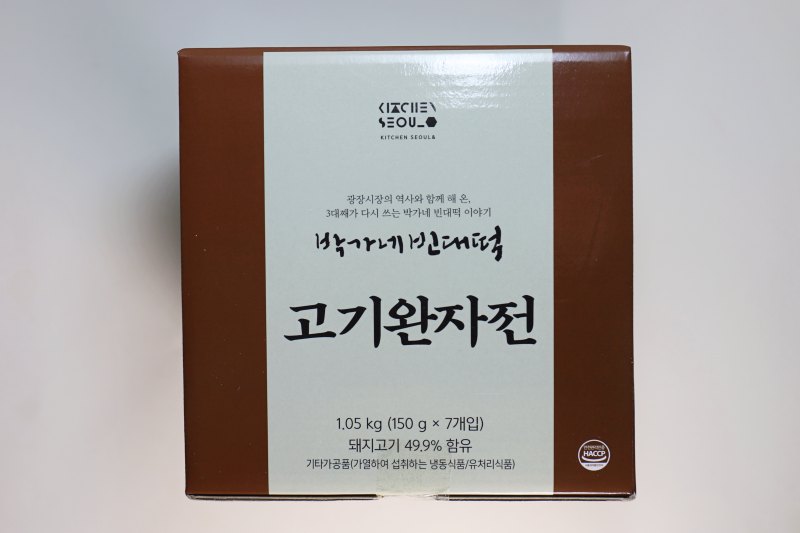 KITCHEN
SEOUL
KITCHEN SEOUL&
광장시장의 역사와 함께 해 온,
3대째가 다시 쓰는 박가네 빈대떡 이야기
박가네빈대떡
고기완자전
1.05 kg (150 g × 7개입)
돼지고기 49.9% 함유
기타가공품(가열하여 섭취하는 냉동식품/유처리식품)
HACCP